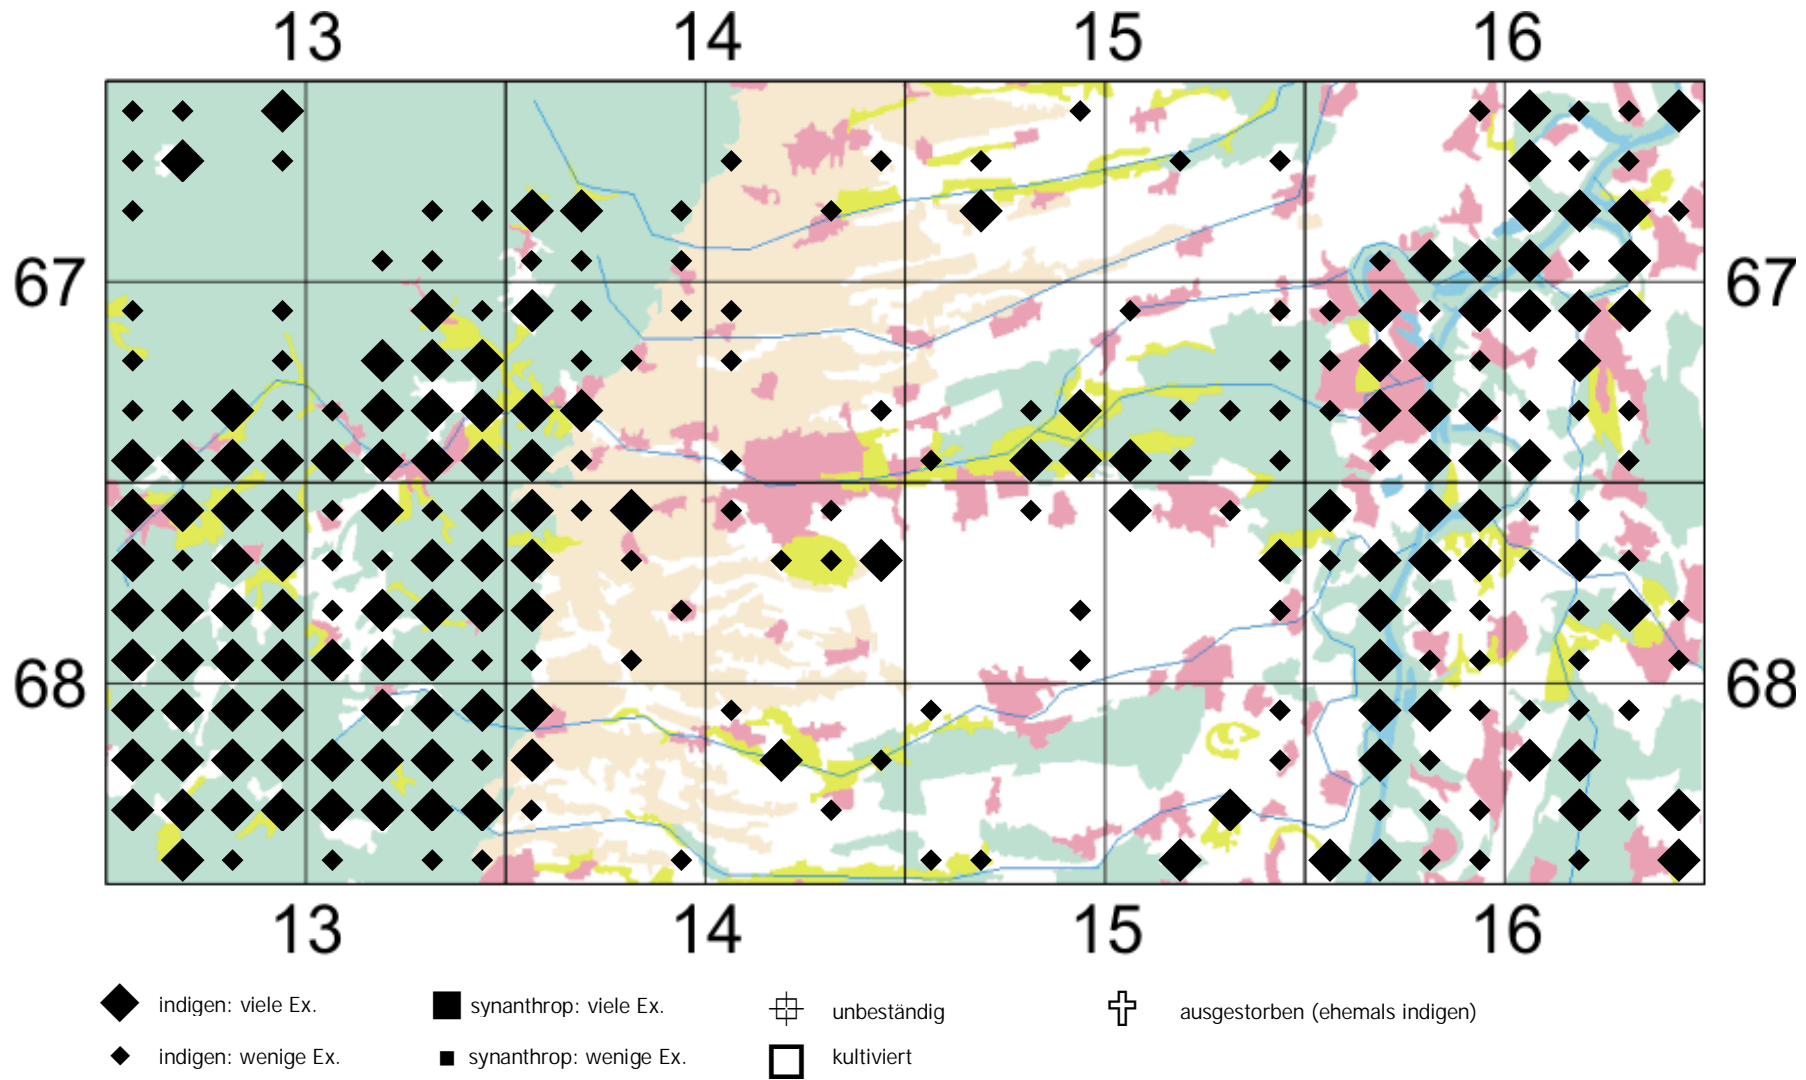 13 14 15 16
67 67
68 68
13 14 15 16
indigen: viele Ex. synanthrop: viele Ex. unbeständig ausgestorben (ehemals indigen)
indigen: wenige Ex. synanthrop: wenige Ex. kultiviert